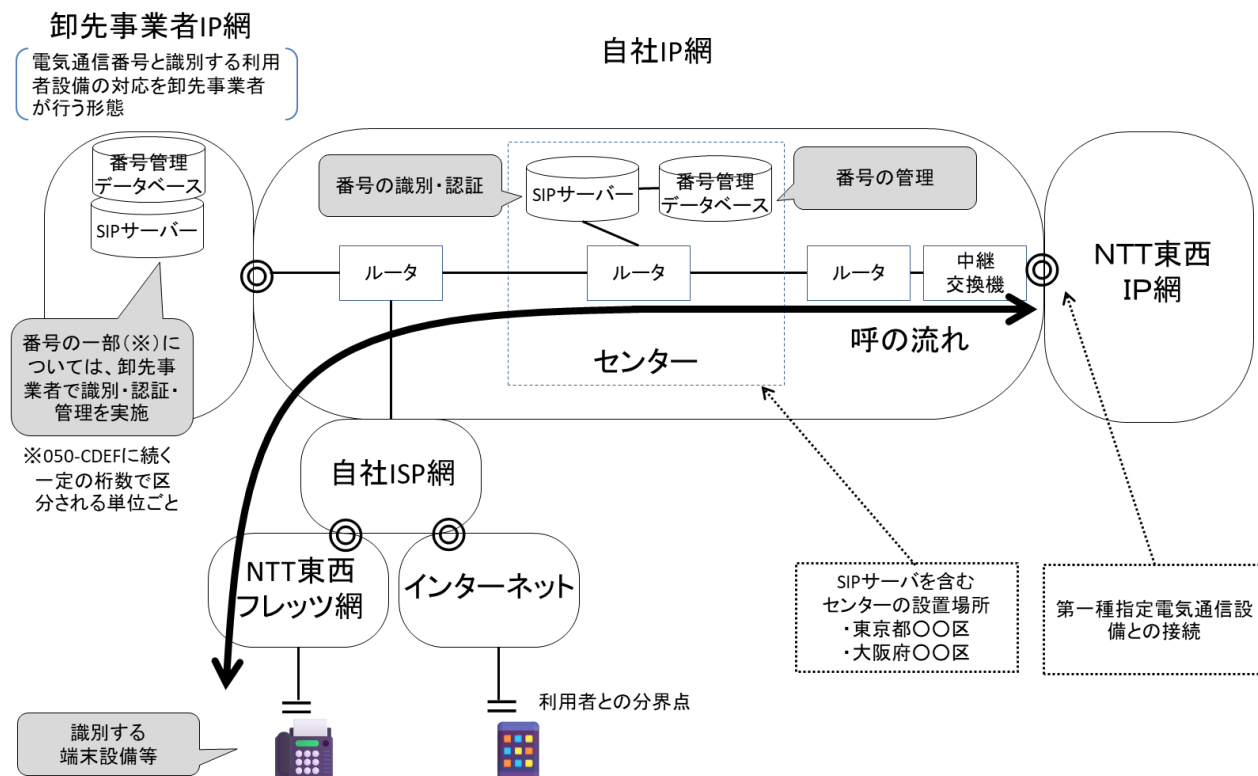 卸先事業者IP網
電気通信番号と識別する利用
者設備の対応を卸先事業者
が行う形態
自社IP網
番号管理
データベース
SIPサーバー
番号の識別・認証
SIPサーバー
番号管理
データベース
番号の管理
ルータ
ルータ
ルータ
中継
交換機
NTT東西
IP網
番号の一部(※)に
ついては、卸先事
業者で識別・認証・
管理を実施
呼の流れ
センター
※050-CDEFに続く
一定の桁数で区
分される単位ごと
自社ISP網
NTT東西
フレッツ網
インターネット
SIPサーバを含む
センターの設置場所
・東京都〇〇区
・大阪府〇〇区
第一種指定電気通信設
備との接続
利用者との分界点
識別する
端末設備等